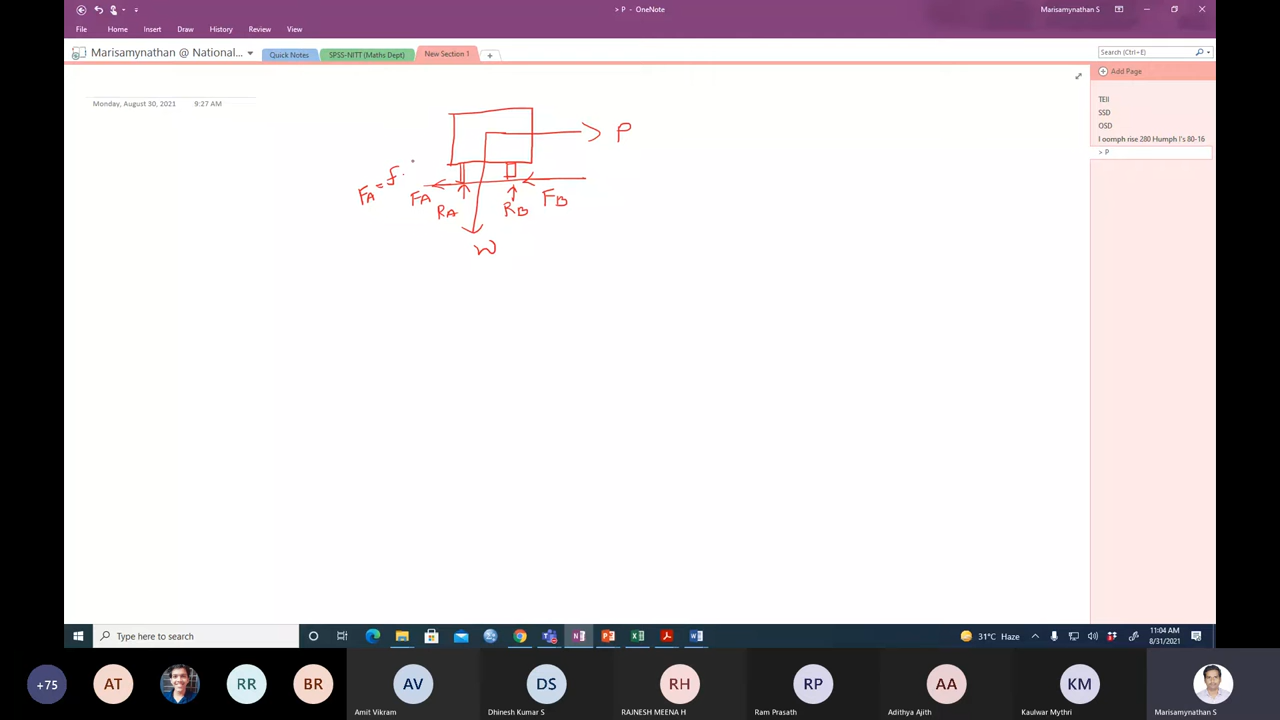 > P - OneNote
Marisamynathan S
File Home Insert Draw History Review View
Marisamynathan @ National...
Quick Notes
SPSS-NITT (Maths Dept)
New Section 1
Search (Ctrl+E)
Add Page
Monday, August 30, 2021 9:27 AM
TEII
SSD
OSD
I oomph rise 280 Humph I's 80-16
> P
P
FA = f.
FA
RA
RB
FB
W
Type here to search
31°C Haze
11:04 AM
8/31/2021
+75
AT
RR
BR
AV
Amit Vikram
DS
Dhinesh Kumar S
RH
RAJNESH MEENA H
RP
Ram Prasath
AA
Adithya Ajith
KM
Kaulwar Mythri
Marisamynathan S